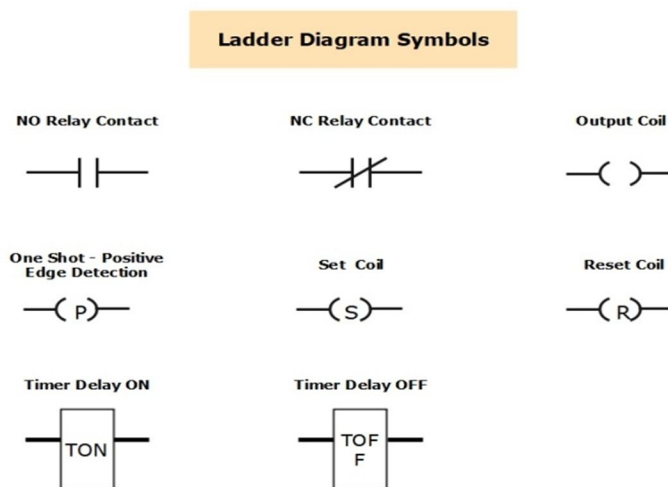 Ladder Diagram Symbols
NO Relay Contact
NC Relay Contact
Output Coil
One Shot - Positive
Edge Detection
Set Coil
Reset Coil
P
S
R
Timer Delay ON
Timer Delay OFF
TON
TOF
F